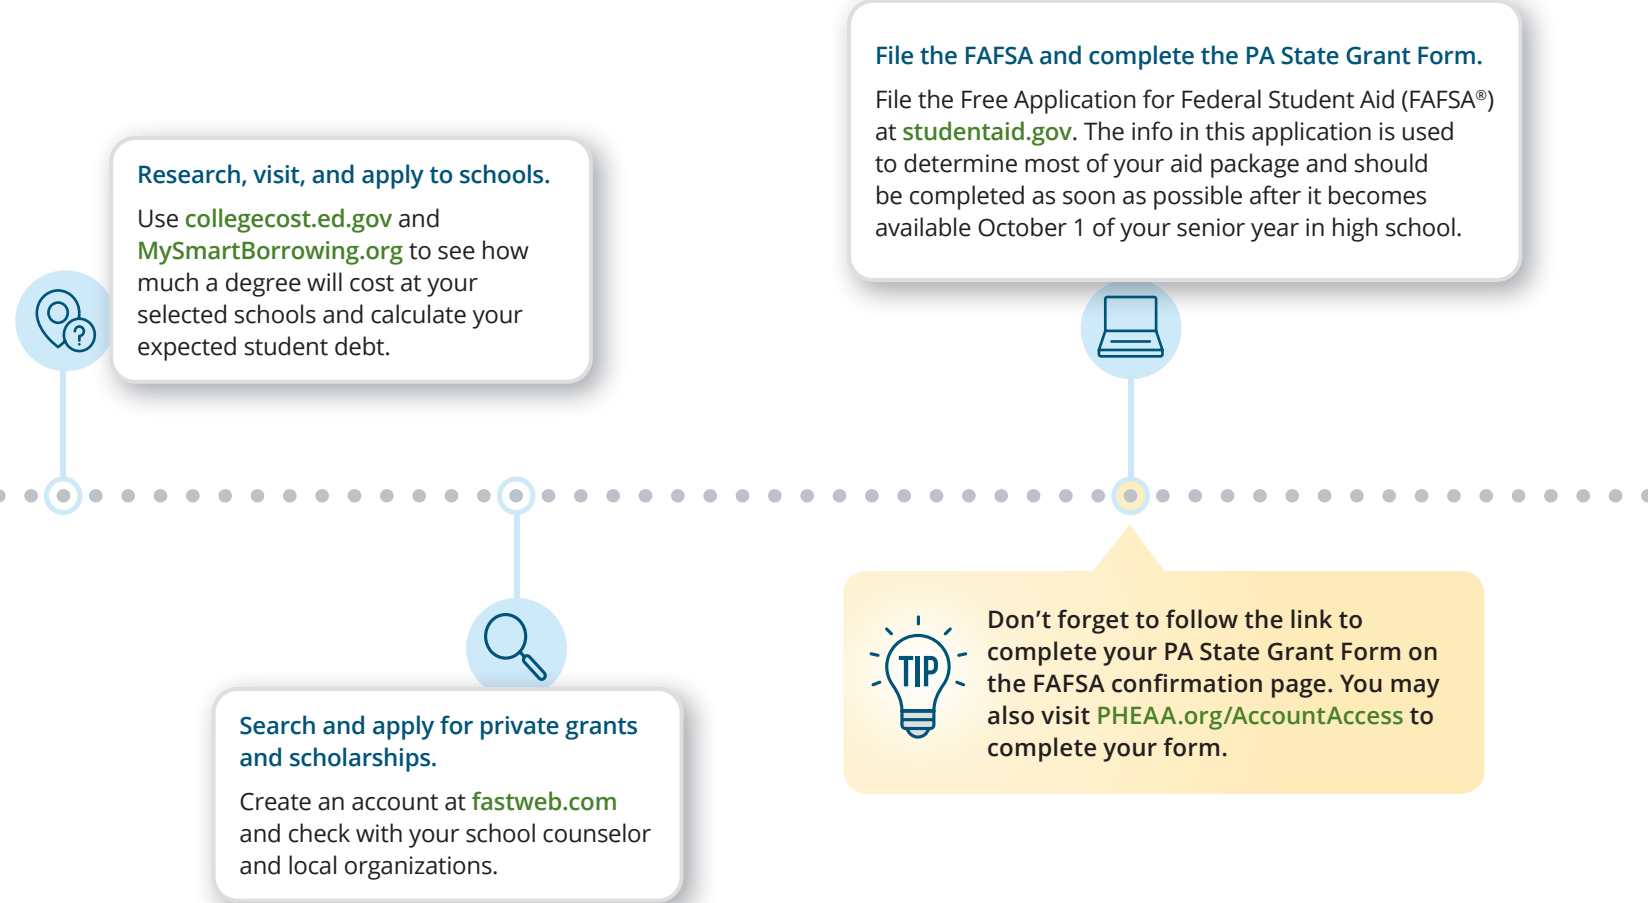 Research, visit, and apply to schools.
Use collegecost.ed.gov and
MySmartBorrowing.org to see how
much a degree will cost at your
selected schools and calculate your
expected student debt.
?
Search and apply for private grants
and scholarships.
Create an account at fastweb.com
and check with your school counselor
and local organizations.
File the FAFSA and complete the PA State Grant Form.
File the Free Application for Federal Student Aid (FAFSA®)
at studentaid.gov. The info in this application is used
to determine most of your aid package and should
be completed as soon as possible after it becomes
available October 1 of your senior year in high school.
TIP
Don’t forget to follow the link to
complete your PA State Grant Form on
the FAFSA confirmation page. You may
also visit PHEAA.org/AccountAccess to
complete your form.